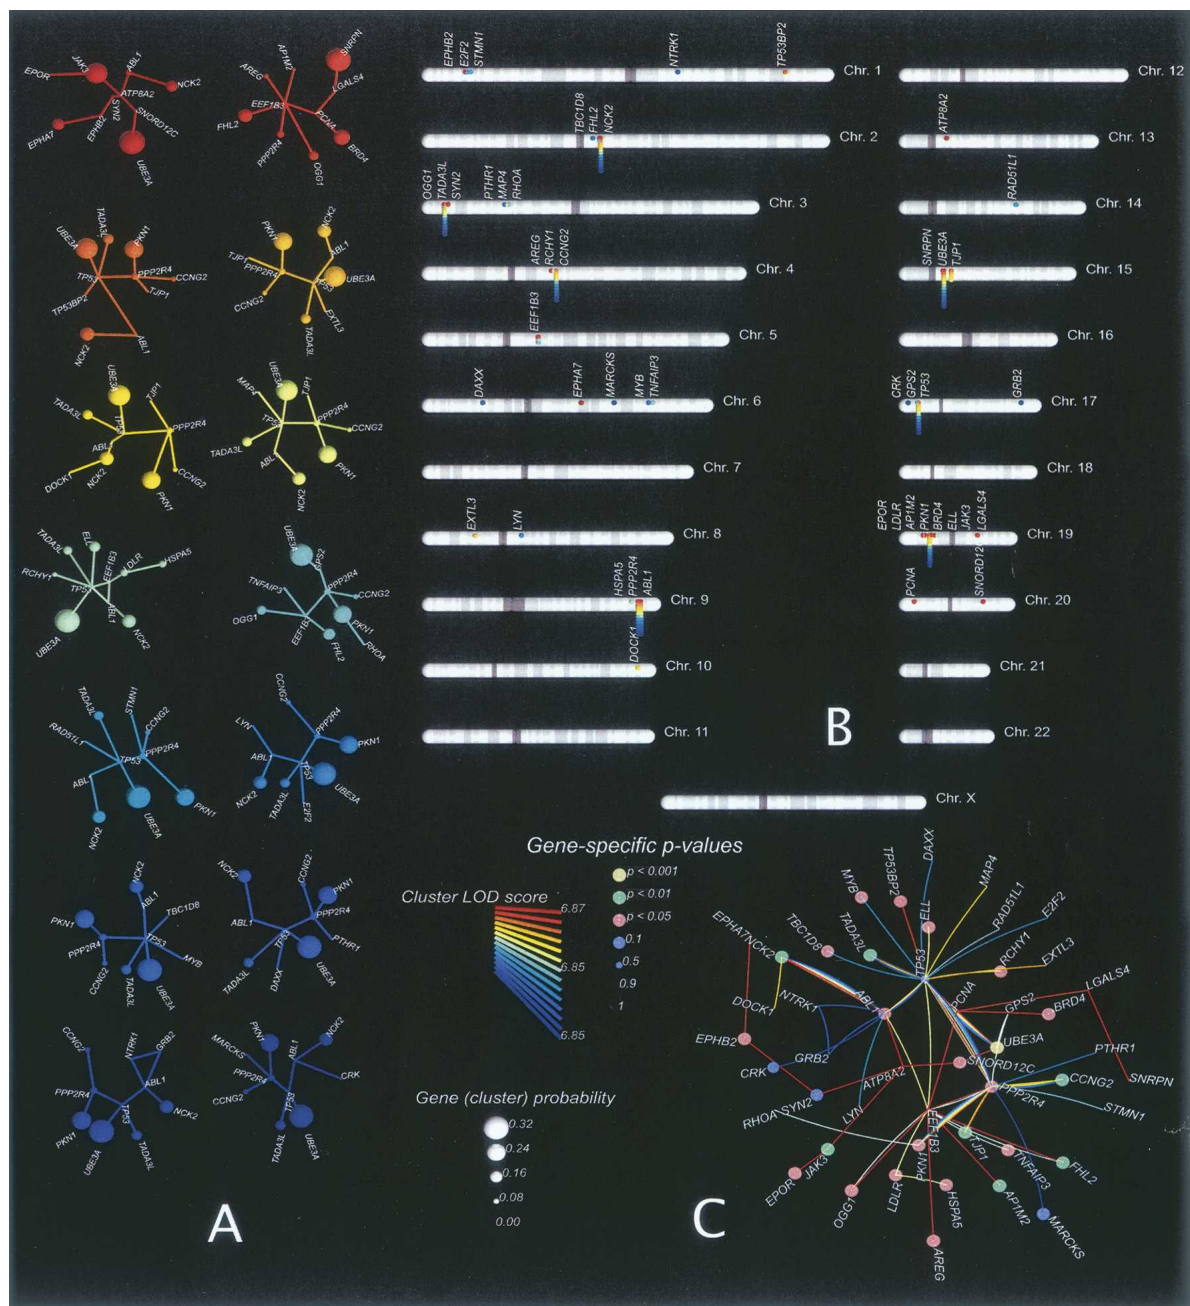 JAK3
ABL1
EPOR
NCK2
ATP8A2
SYN2
SNORD12C
EPHB2
EPHA7
UBE3A
SNRPN
AP1M2
AREG
LGALS4
EEF1B3
FHL2
PCNA
PPP2R4
BRD4
OGG1
TADA3L
UBE3A
PKN1
TP53
PPP2R4
CCNG2
TP53BP2
TJP1
NCK2
ABL1
NCK2
PKN1
ABL1
TJP1
PPP2R4
UBE3A
TP53
CCNG2
EXTL3
TADA3L
UBE3A
TJP1
TADA3L
PPP2R4
ABL1
DOCK1
NCK2
CCNG2
PKN1
UBE3A
MAP4
TJP1
PPP2R4
CCNG2
TADA3L
ABL1
PKN1
NCK2
TADA3L
ELL
EEF1B3
LDLR
HSPA5
RCHY1
TP53
ABL1
UBE3A
NCK2
UBE3A
GPS2
PPP2R4
TNFAIP3
CCNG2
OGG1
PKN1
RHOA
FHL2
TADA3L
STMN1
CCNG2
RAD51L1
PPP2R4
TP53
NCK2
UBE3A
PKN1
CCNG2
LYN
PPP2R4
PKN1
ABL1
TP53
UBE3A
NCK2
TADA3L
E2F2
NCK2
ABL1
TBC1D8
PKN1
PPP2R4
TP53
MYB
CCNG2
TADA3L
UBE3A
NCK2
CCNG2
PKN1
ABL1
PPP2R4
PTHR1
TP53
TADA3L
DAXX
UBE3A
CCNG2
NTRK1
GRB2
PPP2R4
ABL1
TP53
NCK2
PKN1
UBE3A
TADA3L
PKN1
MARCKS
ABL1
NCK2
PPP2R4
CRK
CCNG2
TP53
TADA3L
UBE3A
A
EPHB2
E2F2
STMN1
NTRK1
TP53BP2
Chr. 1
TBC1D8
FHL2
NCK2
Chr. 2
OGG1
TADA3L
SYN2
PTHR1
MAP4
RHOA
Chr. 3
AREG
RCHY1
CCNG2
Chr. 4
EEF1B3
Chr. 5
DAXX
EPHA7
MARCKS
MYB
TNFAIP3
Chr. 6
Chr. 7
EXTL3
LYN
Chr. 8
HSPA5
PPP2R4
ABL1
Chr. 9
DOCK1
Chr. 10
Chr. 11
Chr. 12
ATP8A2
Chr. 13
RAD51L1
Chr. 14
SNRPN
UBE3A
TJP1
Chr. 15
Chr. 16
CRK
GPS2
TP53
GRB2
Chr. 17
Chr. 18
EPOR
LDLR
AP1M2
PKN1
BRD4
ELL
JAK3
LGALS4
Chr. 19
PCNA
SNORD12
Chr. 20
Chr. 21
Chr. 22
Chr. X
B
Gene-specific p-values
p < 0.001
p < 0.01
p < 0.05
0.1
0.5
0.9
1
Cluster LOD score
6.87
6.85
6.85
Gene (cluster) probability
0.32
0.24
0.16
0.08
0.00
DAXX
TP53BP2
MYB
MAP4
ELL
RAD51L1
E2F2
TBC1D8
TADA3L
EPHA7
NCK2
RCHY1
EXTL3
TP53
DOCK1
NTRK1
ABL1
PCNA
GPS2
LGALS4
BRD4
EPHB2
GRB2
UBE3A
PTHR1
CRK
ATP8A2
SNORD12C
SNRPN
PPP2R4
CCNG2
RHOA
SYN2
LYN
STMN1
EEF1B3
PKN1
TJP1
TNFAIP3
FHL2
EPOR
JAK3
OGG1
LDLR
HSPA5
AP1M2
MARCKS
AREG
C